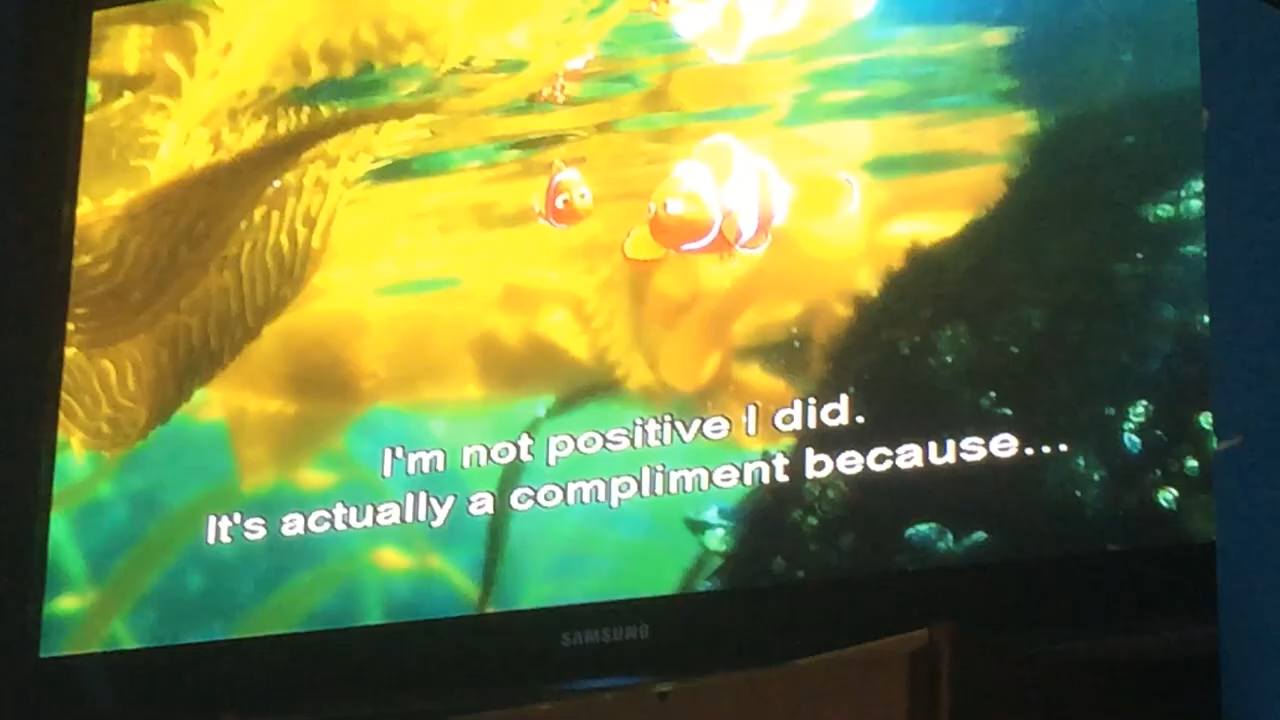 I'm not positive I did.
It's actually a compliment because...
SAMSUNG